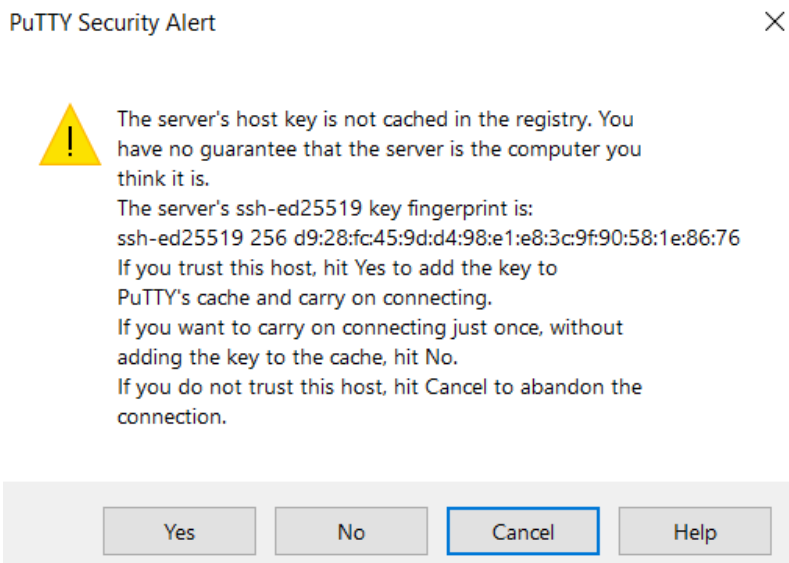 PuTTY Security Alert
The server's host key is not cached in the registry. You
have no guarantee that the server is the computer you
think it is.
The server's ssh-ed25519 key fingerprint is:
ssh-ed25519 256 d9:28:fc:45:9d:d4:98:e1:e8:3c:9f:90:58:1e:86:76
If you trust this host, hit Yes to add the key to
PuTTY's cache and carry on connecting.
If you want to carry on connecting just once, without
adding the key to the cache, hit No.
If you do not trust this host, hit Cancel to abandon the
connection.
Yes No Cancel Help